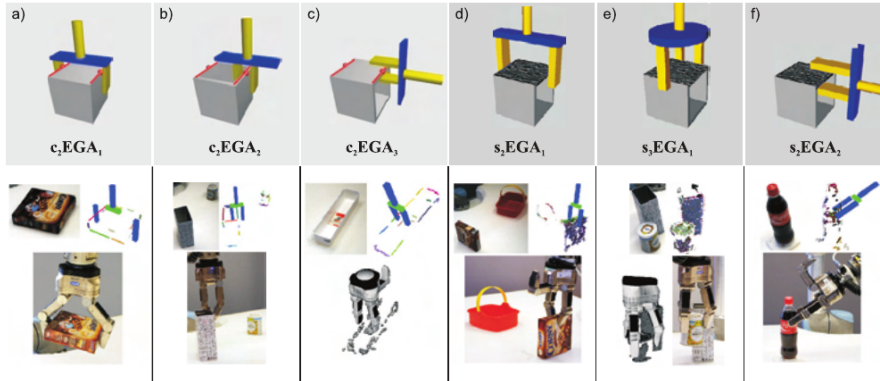 a)
b)
c)
d)
e)
f)
c₂EGA₁
c₂EGA₂
c₂EGA₃
s₂EGA₁
s₃EGA₁
s₂EGA₂